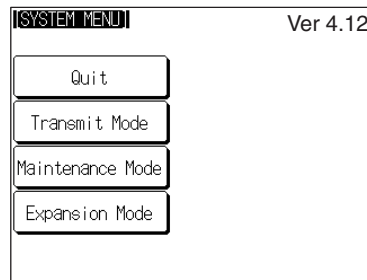 [SYSTEM MENU]
Ver 4.12
Quit
Transmit Mode
Maintenance Mode
Expansion Mode